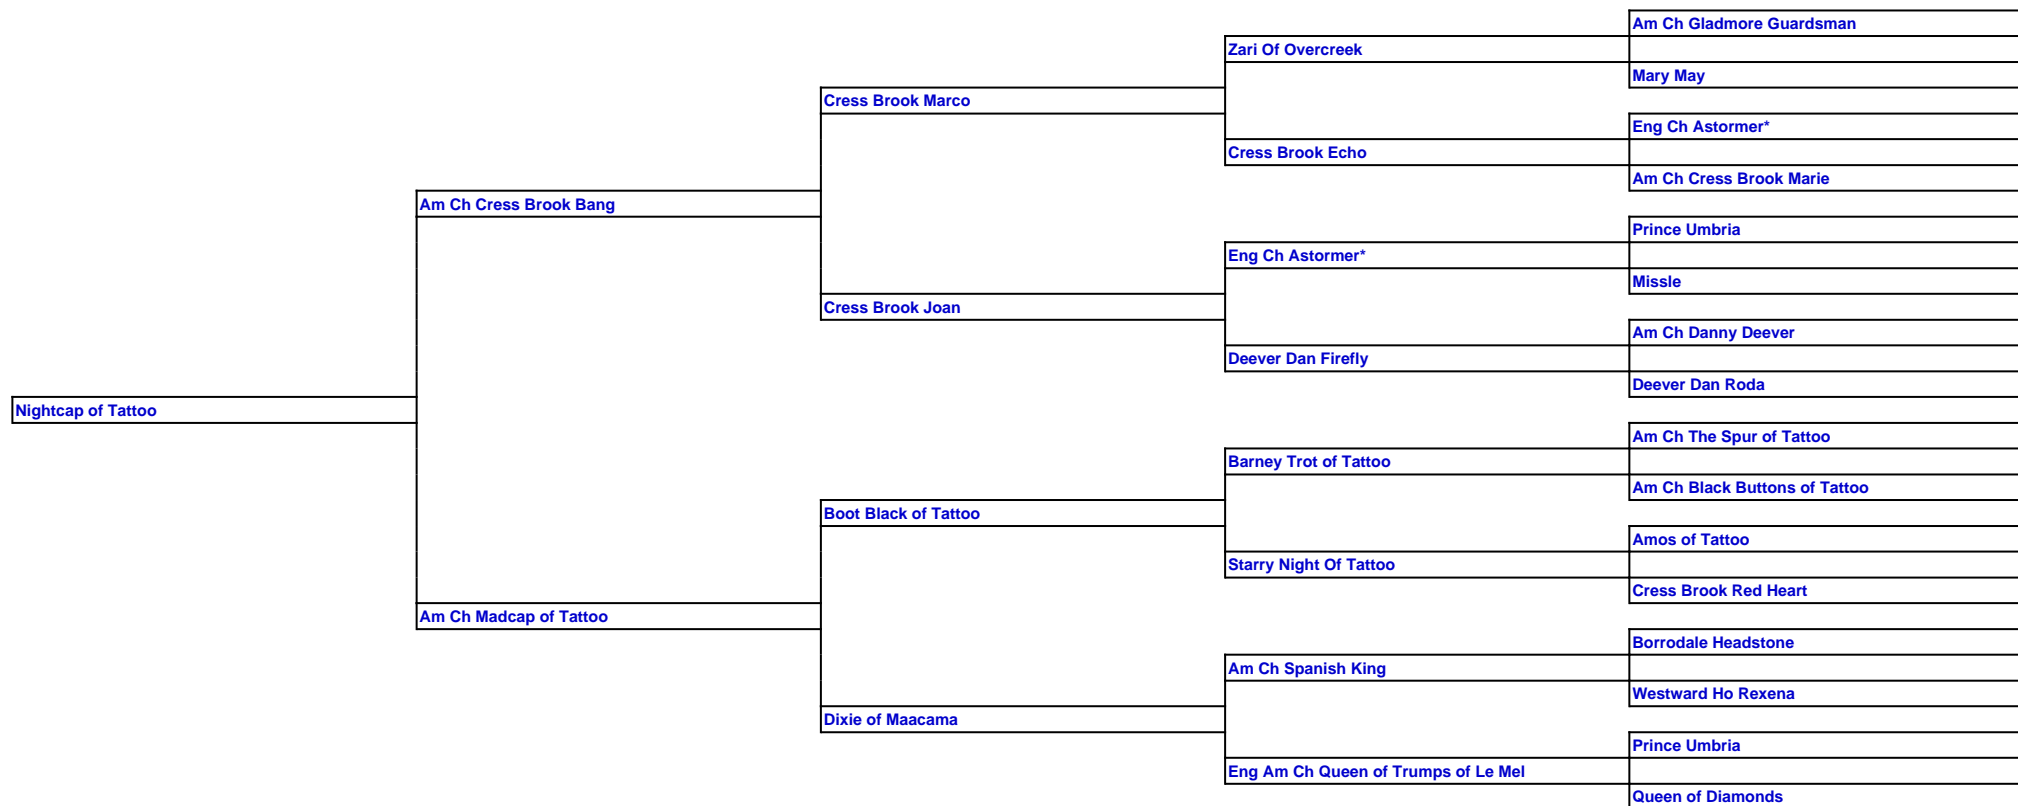 Am Ch Gladmore Guardsman
Zari Of Overcreek
Mary May
Cress Brook Marco
Eng Ch Astormer*
Cress Brook Echo
Am Ch Cress Brook Marie
Am Ch Cress Brook Bang
Prince Umbria
Eng Ch Astormer*
Missle
Cress Brook Joan
Am Ch Danny Deever
Deever Dan Firefly
Deever Dan Roda
Nightcap of Tattoo
Am Ch The Spur of Tattoo
Barney Trot of Tattoo
Am Ch Black Buttons of Tattoo
Boot Black of Tattoo
Amos of Tattoo
Starry Night Of Tattoo
Cress Brook Red Heart
Am Ch Madcap of Tattoo
Borrodale Headstone
Am Ch Spanish King
Westward Ho Rexena
Dixie of Maacama
Prince Umbria
Eng Am Ch Queen of Trumps of Le Mel
Queen of Diamonds